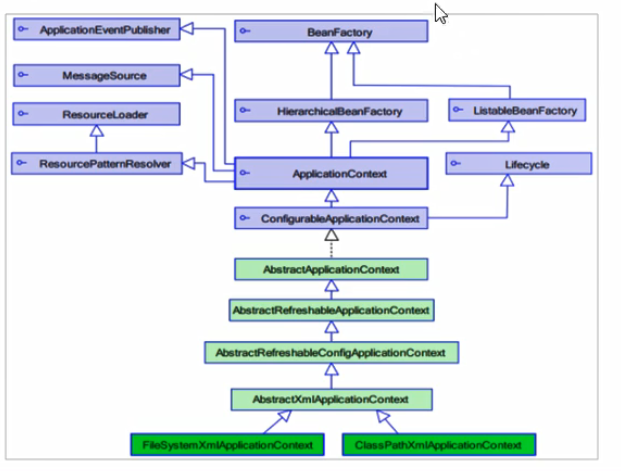 ApplicationEventPublisher
BeanFactory
MessageSource
ResourceLoader
HierarchicalBeanFactory
ListableBeanFactory
ResourcePatternResolver
ApplicationContext
Lifecycle
ConfigurableApplicationContext
AbstractApplicationContext
AbstractRefreshableApplicationContext
AbstractRefreshableConfigApplicationContext
AbstractXmlApplicationContext
FileSystemXmlApplicationContext
ClassPathXmlApplicationContext